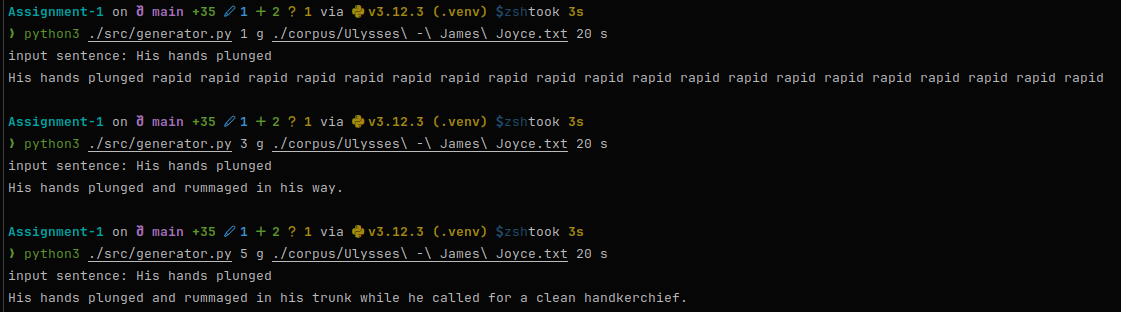 Assignment-1 on main +35 1 + 2 ? 1 via v3.12.3 (.venv) $zshtook 3s
❯ python3 ./src/generator.py 1 g ./corpus/Ulysses\ -\ James\ Joyce.txt 20 s
input sentence: His hands plunged
His hands plunged rapid rapid rapid rapid rapid rapid rapid rapid rapid rapid rapid rapid rapid rapid rapid rapid rapid rapid rapid rapid
Assignment-1 on main +35 1 + 2 ? 1 via v3.12.3 (.venv) $zshtook 3s
❯ python3 ./src/generator.py 3 g ./corpus/Ulysses\ -\ James\ Joyce.txt 20 s
input sentence: His hands plunged
His hands plunged and rummaged in his way.
Assignment-1 on main +35 1 + 2 ? 1 via v3.12.3 (.venv) $zshtook 3s
❯ python3 ./src/generator.py 5 g ./corpus/Ulysses\ -\ James\ Joyce.txt 20 s
input sentence: His hands plunged
His hands plunged and rummaged in his trunk while he called for a clean handkerchief.